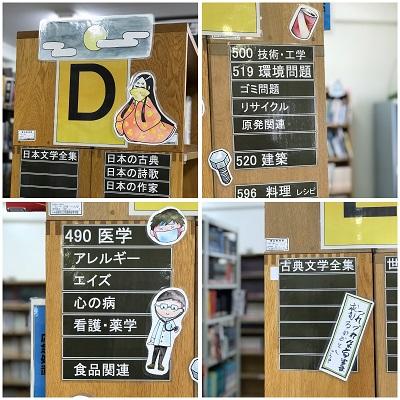 D
日本文学全集
日本の古典
日本の詩歌
日本の作家
500 技術・工学
519 環境問題
ゴミ問題
リサイクル
原発関連
520 建築
596 料理 レシピ
490 医学
アレルギー
エイズ
心の病
看護・薬学
食品関連
古典文学全集
世